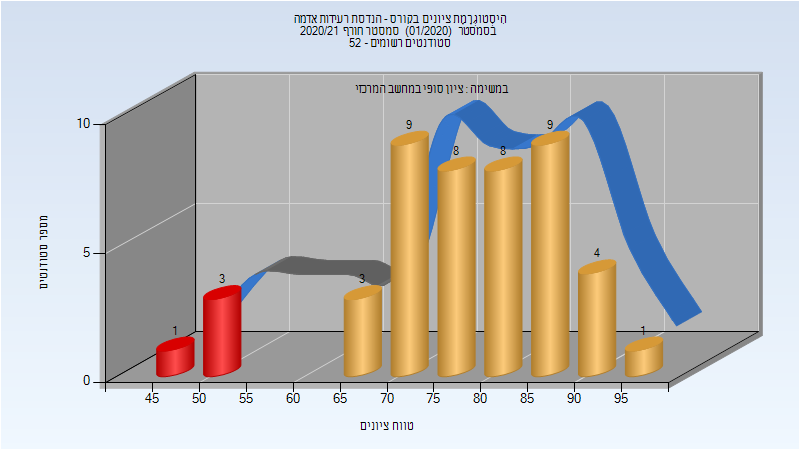 היסטוגרמת ציונים בקורס - הנדסת רעידות אדמה
בסמסטר (01/2020) סמסטר חורף 2020/21
סטודנטים רשומים - 52
במשימה : ציון סופי במחשב המרכזי
מספר סטודנטים
10
5
0
1
3
3
9
8
8
9
4
1
45 50 55 60 65 70 75 80 85 90 95
טווח ציונים